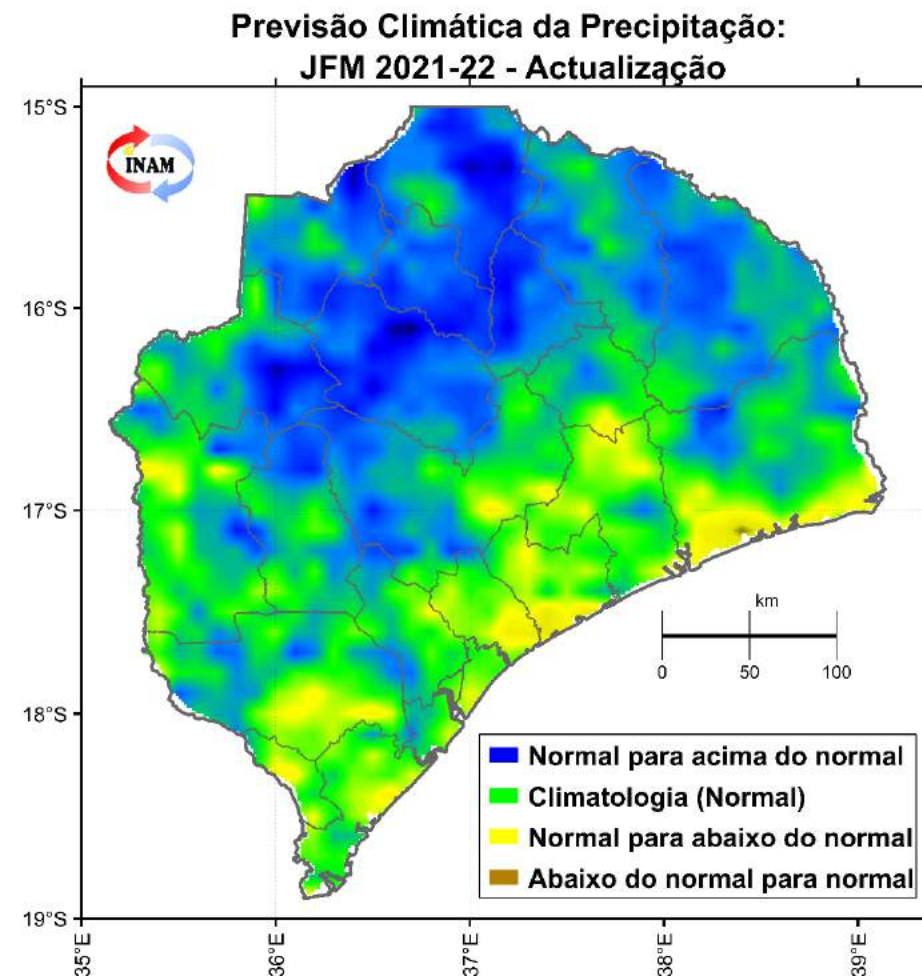 Previsão Climática da Precipitação:
JFM 2021-22 - Actualização
15°S
INAM
16°S
17°S
km
0 50 100
18°S
Normal para acima do normal
Climatologia (Normal)
Normal para abaixo do normal
Abaixo do normal para normal
19°S
35°E 36°E 37°E 38°E 39°E